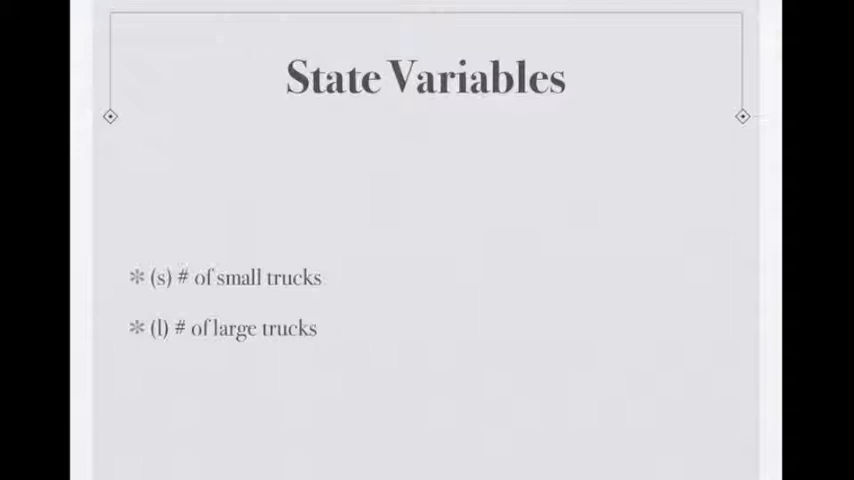 State Variables
✻ (s) # of small trucks
✻ (l) # of large trucks